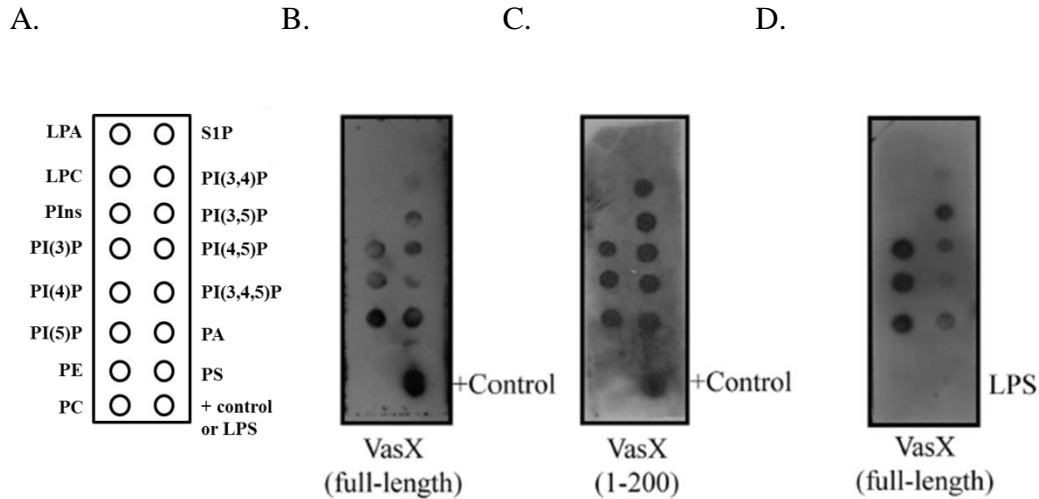 A. B. C. D.
LPA S1P
LPC PI(3,4)P
PIns PI(3,5)P
PI(3)P PI(4,5)P
PI(4)P PI(3,4,5)P
PI(5)P PA
PE PS
PC + control
or LPS
+Control +Control LPS
VasX VasX VasX
(full-length) (1-200) (full-length)